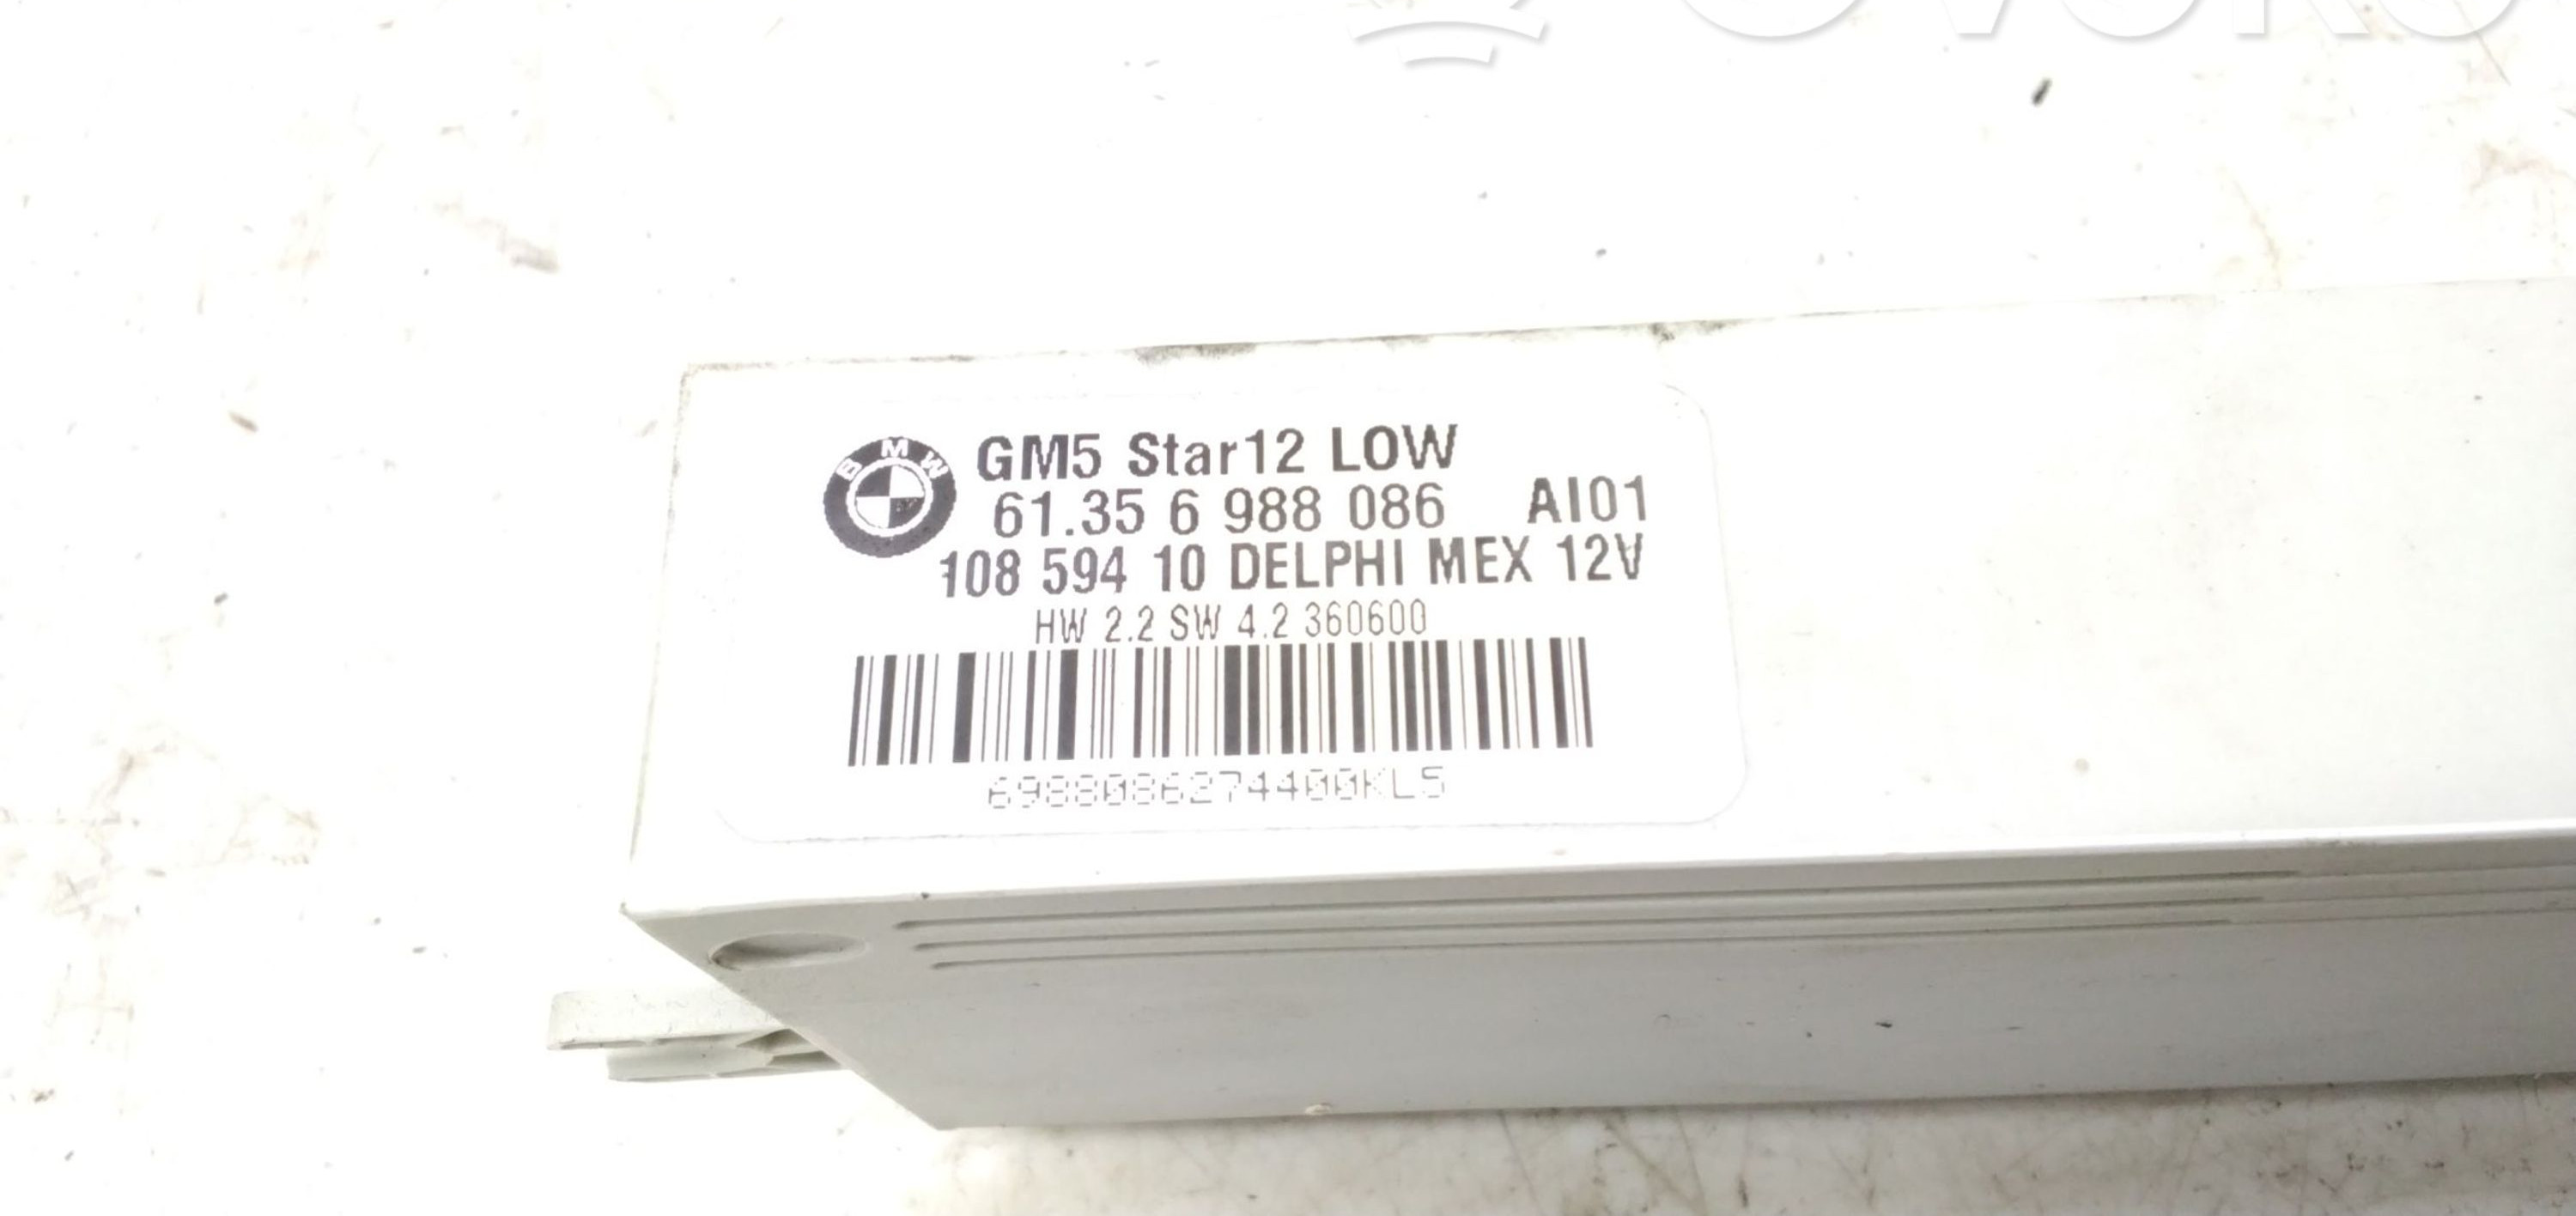 BMW
GM5 Star12 LOW
61.35 6 988 086 AI01
108 594 10 DELPHI MEX 12V
HW 2.2 SW 4.2 360600
6988086274400KL5